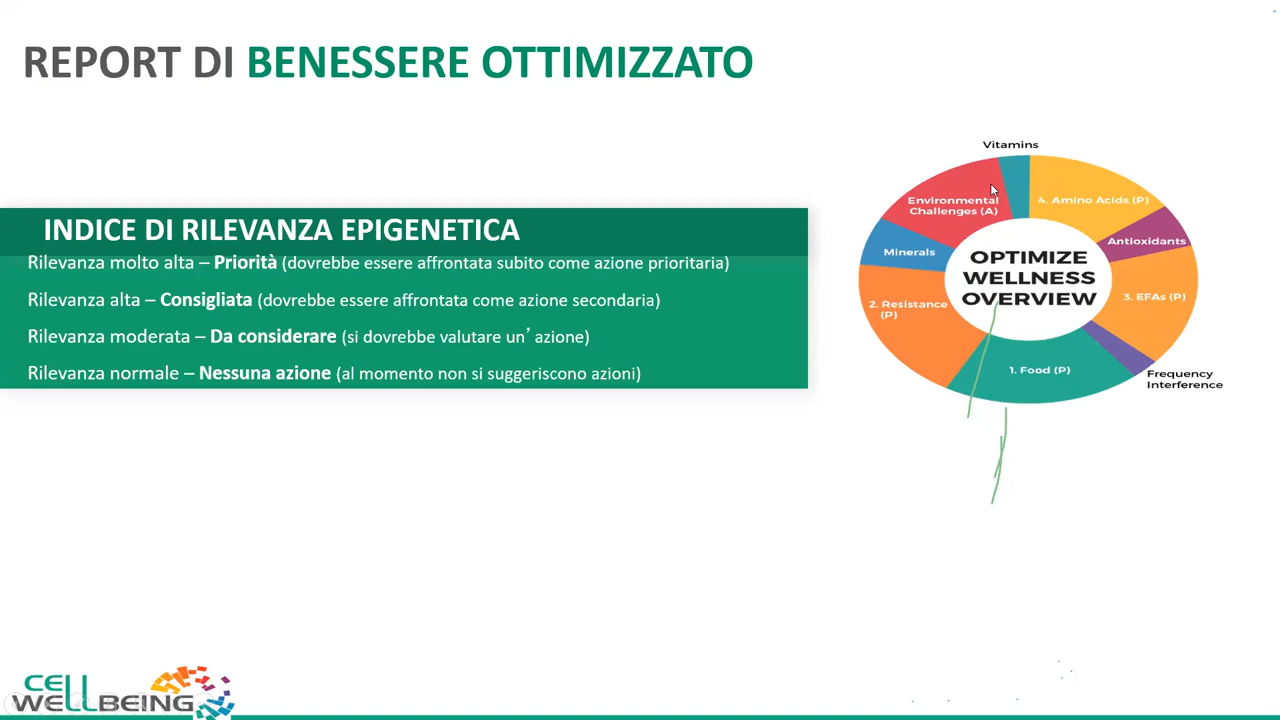 REPORT DI BENESSERE OTTIMIZZATO
INDICE DI RILEVANZA EPIGENETICA
Rilevanza molto alta – Priorità (dovrebbe essere affrontata subito come azione prioritaria)
Rilevanza alta – Consigliata (dovrebbe essere affrontata come azione secondaria)
Rilevanza moderata – Da considerare (si dovrebbe valutare un’ azione)
Rilevanza normale – Nessuna azione (al momento non si suggeriscono azioni)
Vitamins
Environmental
Challenges (A)
4. Amino Acids (P)
Minerals
Antioxidants
OPTIMIZE
WELLNESS
OVERVIEW
2. Resistance
(P)
3. EFAs (P)
1. Food (P)
Frequency
Interference
CELL
WELLBEING